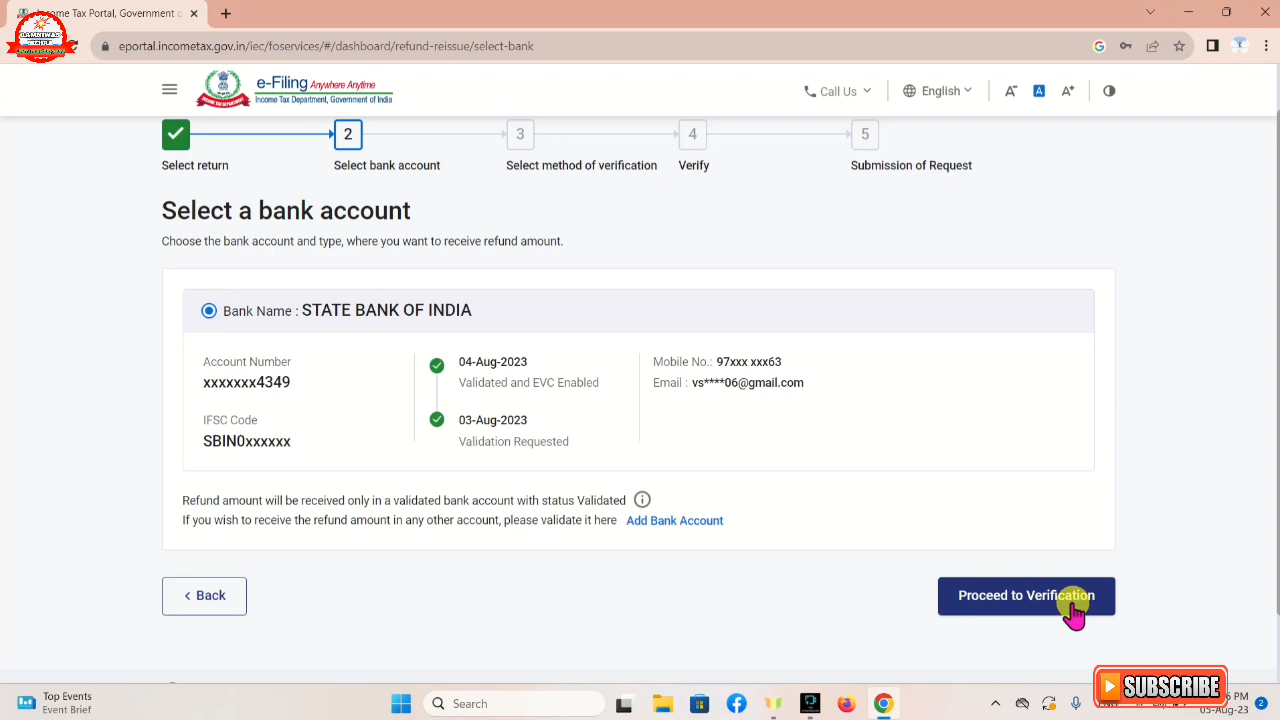 Income Tax Portal, Government o
eportal.incometax.gov.in/iec/foservices/#/dashboard/refund-reissue/select-bank
e-Filing Anywhere Anytime
Income Tax Department, Government of India
Call Us
English
A- A A+
2 3 4 5
Select return Select bank account Select method of verification Verify Submission of Request
Select a bank account
Choose the bank account and type, where you want to receive refund amount.
Bank Name : STATE BANK OF INDIA
Account Number
xxxxxxx4349
IFSC Code
SBIN0xxxxxx
04-Aug-2023
Validated and EVC Enabled
03-Aug-2023
Validation Requested
Mobile No.: 97xxx xxx63
Email : vs****06@gmail.com
Refund amount will be received only in a validated bank account with status Validated
If you wish to receive the refund amount in any other account, please validate it here Add Bank Account
Back
Proceed to Verification
SUBSCRIBE
Top Events
Event Brief
Search
PM
05-Aug-23
2